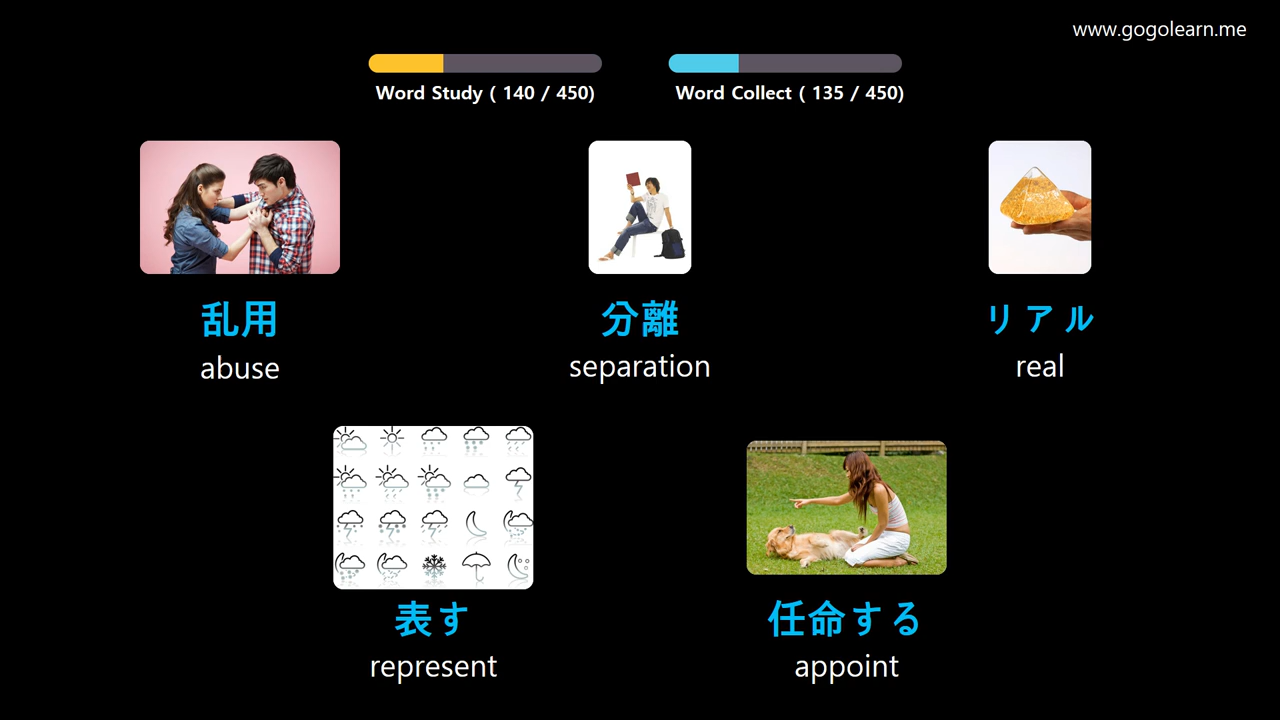 www.gogolearn.me
Word Study ( 140 / 450)
Word Collect ( 135 / 450)
乱用
abuse
分離
separation
リアル
real
表す
represent
任命する
appoint